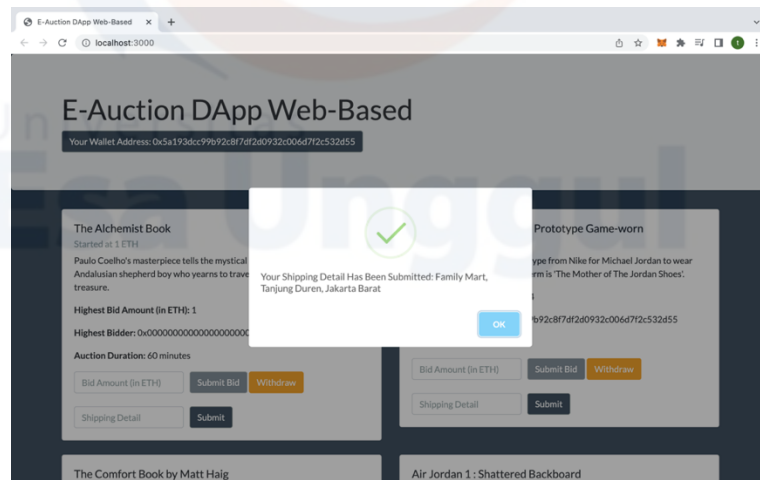 E-Auction DApp Web-Based
localhost:3000
E-Auction DApp Web-Based
Your Wallet Address: 0x5a193dcc99b92c8f7df2d0932c006d7f2c532d55
Universitas
Esa Unggul
The Alchemist Book
Started at 1 ETH
Paulo Coelho's masterpiece tells the mystical
Andalusian shepherd boy who yearns to trave
treasure.
Highest Bid Amount (in ETH): 1
Highest Bidder:
Auction Duration: 60 minutes
Bid Amount (in ETH)
Submit Bid
Withdraw
Shipping Detail
Submit
Your Shipping Detail Has Been Submitted: Family Mart,
Tanjung Duren, Jakarta Barat
OK
Prototype Game-worn
ype from Nike for Michael Jordan to wear
rm is 'The Mother of The Jordan Shoes'.
9b92c8f7df2d0932c006d7f2c532d55
Bid Amount (in ETH)
Submit Bid
Withdraw
Shipping Detail
Submit
The Comfort Book by Matt Haig
Air Jordan 1 : Shattered Backboard